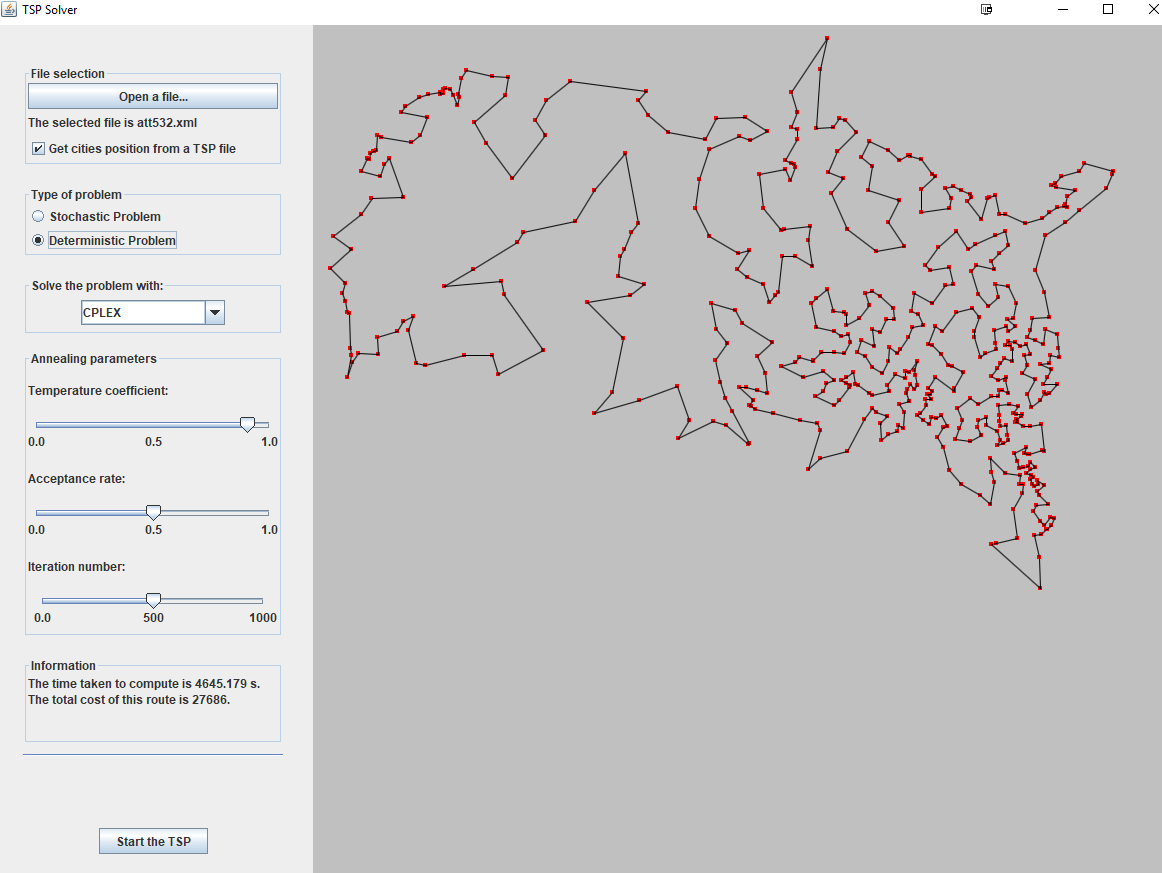 TSP Solver
File selection
Open a file...
The selected file is att532.xml
Get cities position from a TSP file
Type of problem
Stochastic Problem
Deterministic Problem
Solve the problem with:
CPLEX
Annealing parameters
Temperature coefficient:
0.0 0.5 1.0
Acceptance rate:
0.0 0.5 1.0
Iteration number:
0.0 500 1000
Information
The time taken to compute is 4645.179 s.
The total cost of this route is 27686.
Start the TSP